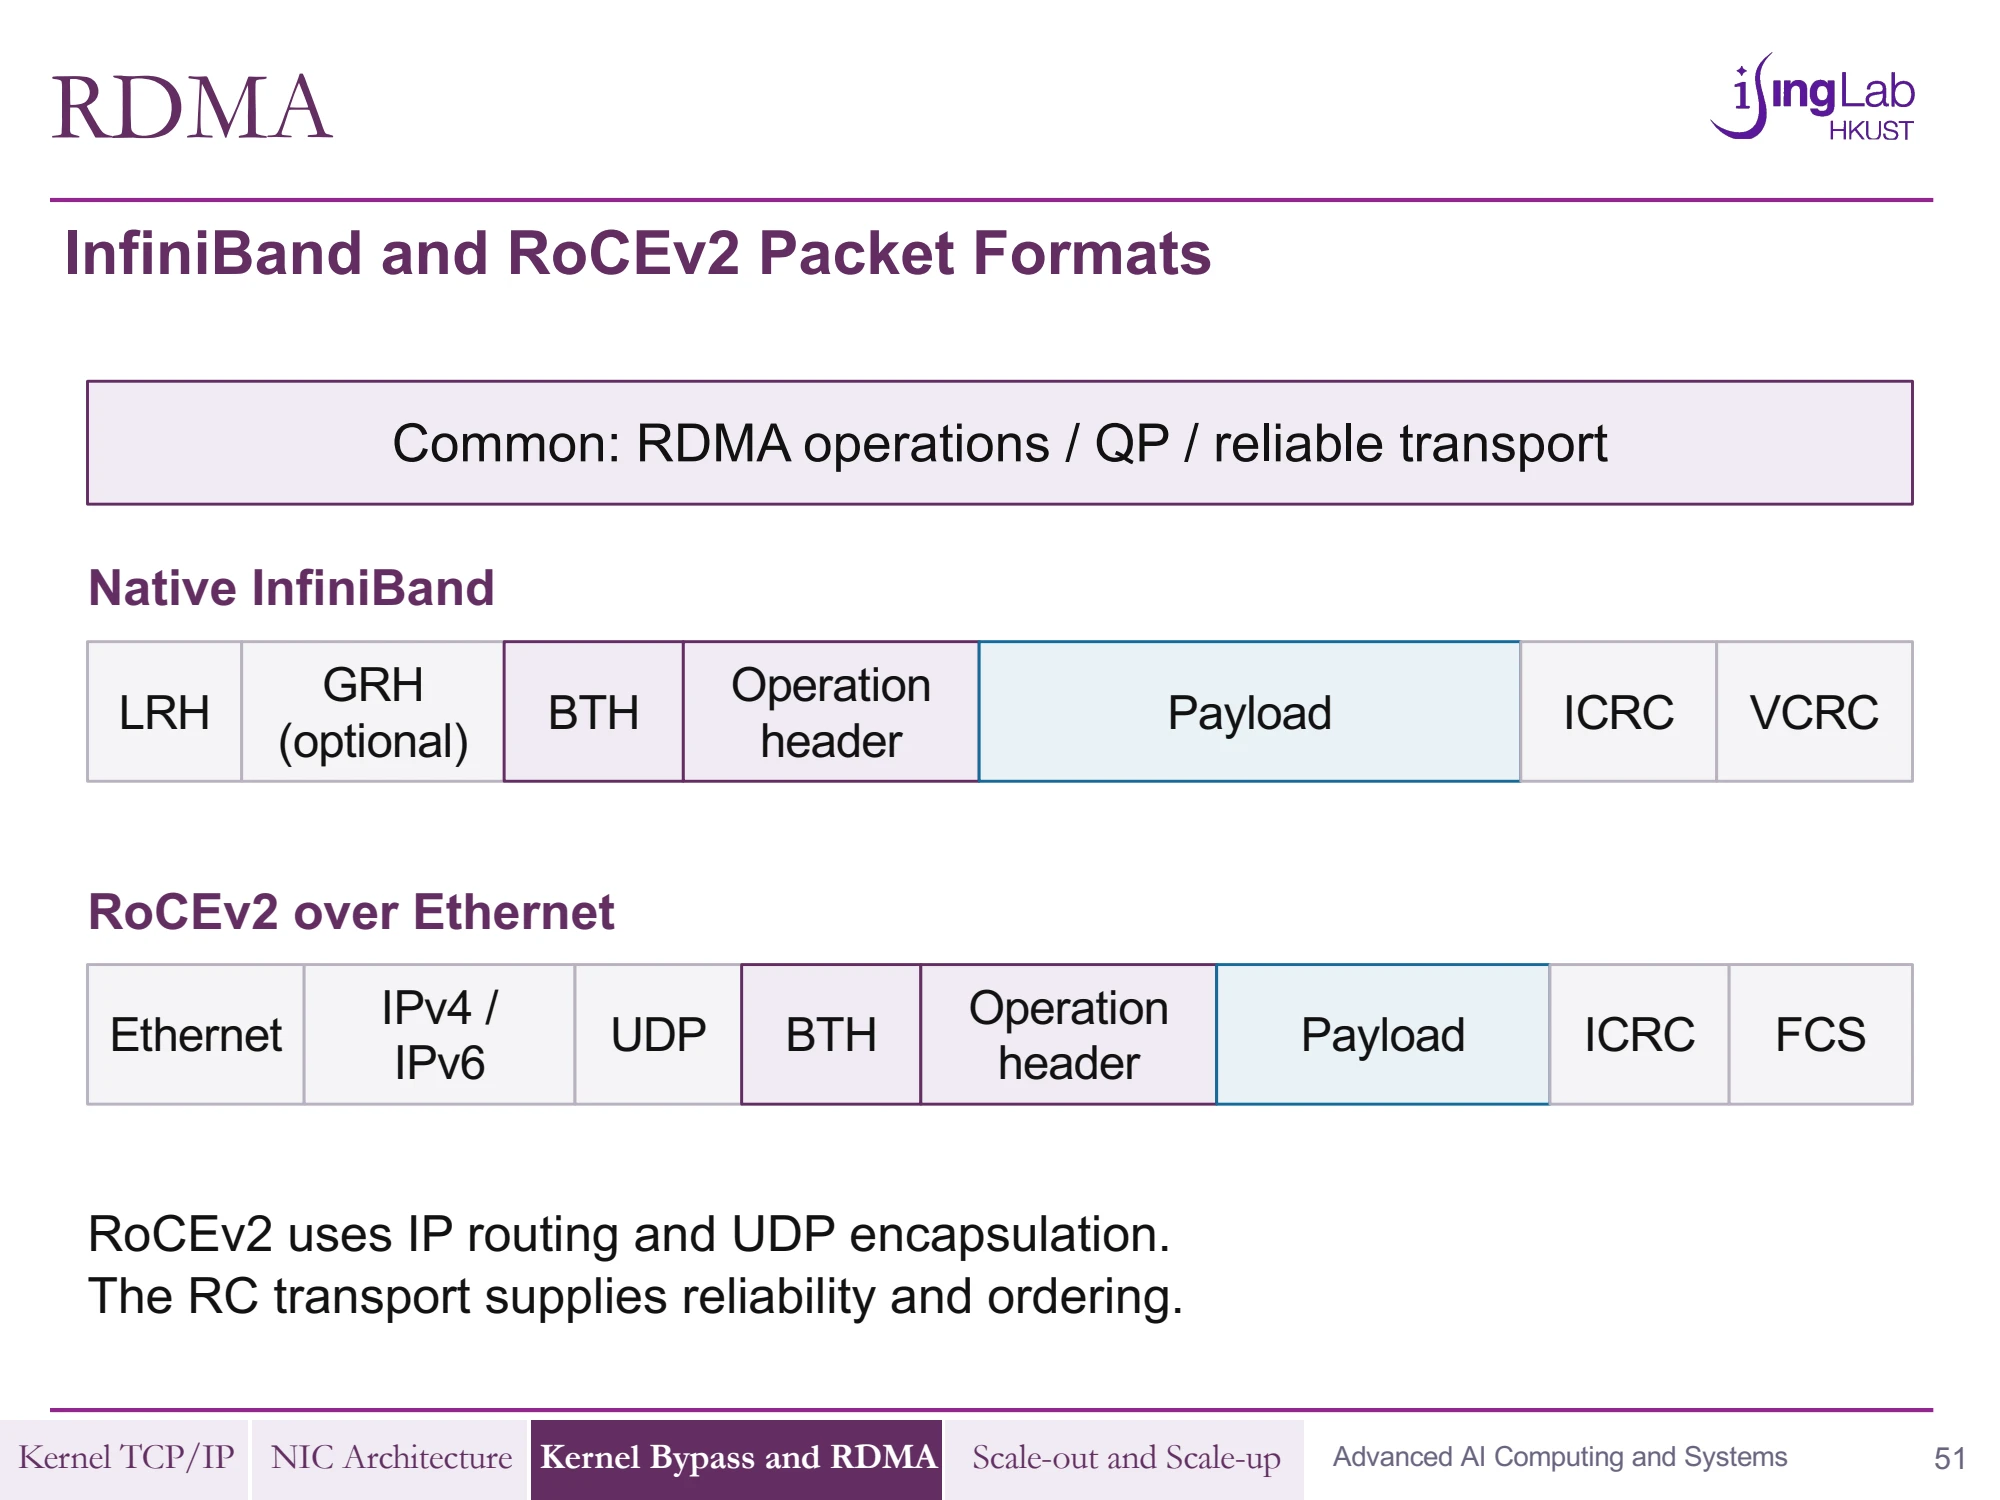 RDMA
isingLab
HKUST
InfiniBand and RoCEv2 Packet Formats
Common: RDMA operations / QP / reliable transport
Native InfiniBand
LRH
GRH
(optional)
BTH
Operation
header
Payload
ICRC
VCRC
RoCEv2 over Ethernet
Ethernet
IPv4 /
IPv6
UDP
BTH
Operation
header
Payload
ICRC
FCS
RoCEv2 uses IP routing and UDP encapsulation.
The RC transport supplies reliability and ordering.
Kernel TCP/IP
NIC Architecture
Kernel Bypass and RDMA
Scale-out and Scale-up
Advanced AI Computing and Systems
51